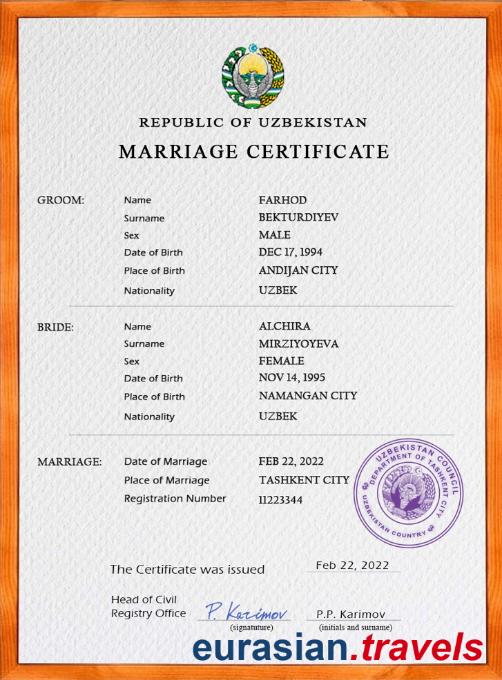 REPUBLIC OF UZBEKISTAN
MARRIAGE CERTIFICATE
GROOM: Name FARHOD
Surname BEKTURDIYEV
Sex MALE
Date of Birth DEC 17, 1994
Place of Birth ANDIJAN CITY
Nationality UZBEK
BRIDE: Name ALCHIRA
Surname MIRZIYOYEVA
Sex FEMALE
Date of Birth NOV 14, 1995
Place of Birth NAMANGAN CITY
Nationality UZBEK
MARRIAGE: Date of Marriage FEB 22, 2022
Place of Marriage TASHKENT CITY
Registration Number 11223344
UZBEKISTAN COUNCIL
DEPARTMENT OF TASHKENT CITY
UZBEKISTAN COUNTRY
The Certificate was issued Feb 22, 2022
Head of Civil
Registry Office P. Karimov P.P. Karimov
(signatuture) (initials and surname)
eurasian.travels